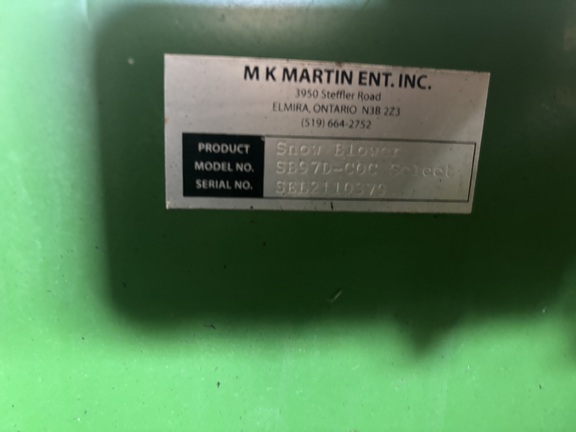 M K MARTIN ENT. INC.
3950 Steffler Road
ELMIRA, ONTARIO N3B 2Z3
(519) 664-2752
PRODUCT Snow Blower
MODEL NO. Select
SERIAL NO.